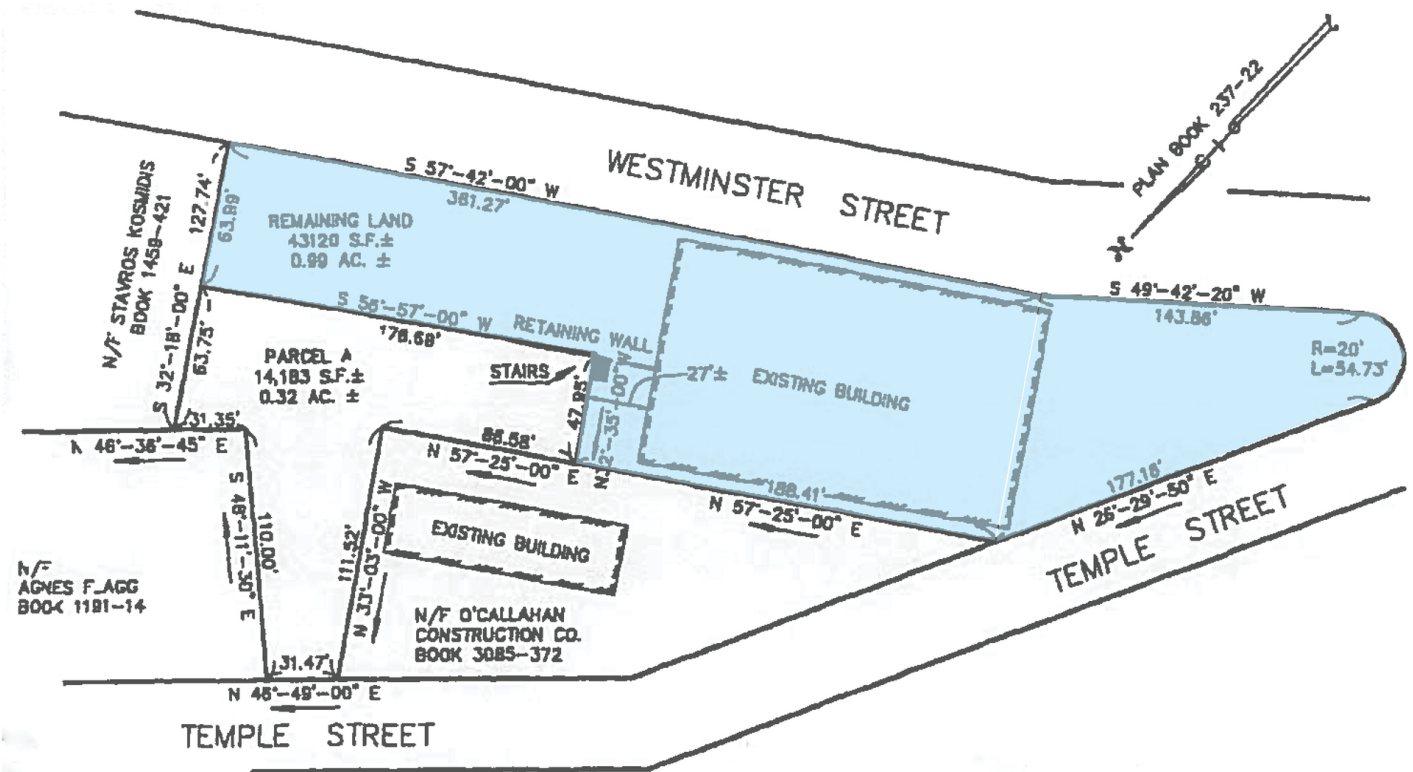 PLAN BOOK 237-22
WESTMINSTER STREET
S 57'-42'-00" W
361.27'
N/F STAVROS KOSMIDIS
BOOK 1458-421
127.74'
63.99'
S 32'-18'-00" E
63.75'
REMAINING LAND
43120 S.F.±
0.99 AC. ±
S 49'-42'-20" W
143.86'
R=20'
L=54.73'
S 56'-57'-00" W
176.68'
RETAINING WALL
STAIRS
PARCEL A
14,183 S.F.±
0.32 AC. ±
27'±
EXISTING BUILDING
47.95'
31.35'
46'-36'-45" E
86.58'
N 57'-25'-00" E
188.41'
N 57'-25'-00" E
177.16'
N 26'-29'-50" E
TEMPLE STREET
S 48'-11'-30" E
110.00'
111.52'
N 33'-03'-00" W
EXISTING BUILDING
N/F
AGNES
BOOK 1191-14
N/F O'CALLAHAN
CONSTRUCTION CO.
BOOK 3085-372
31.47'
N 46'-49'-00" E
TEMPLE STREET